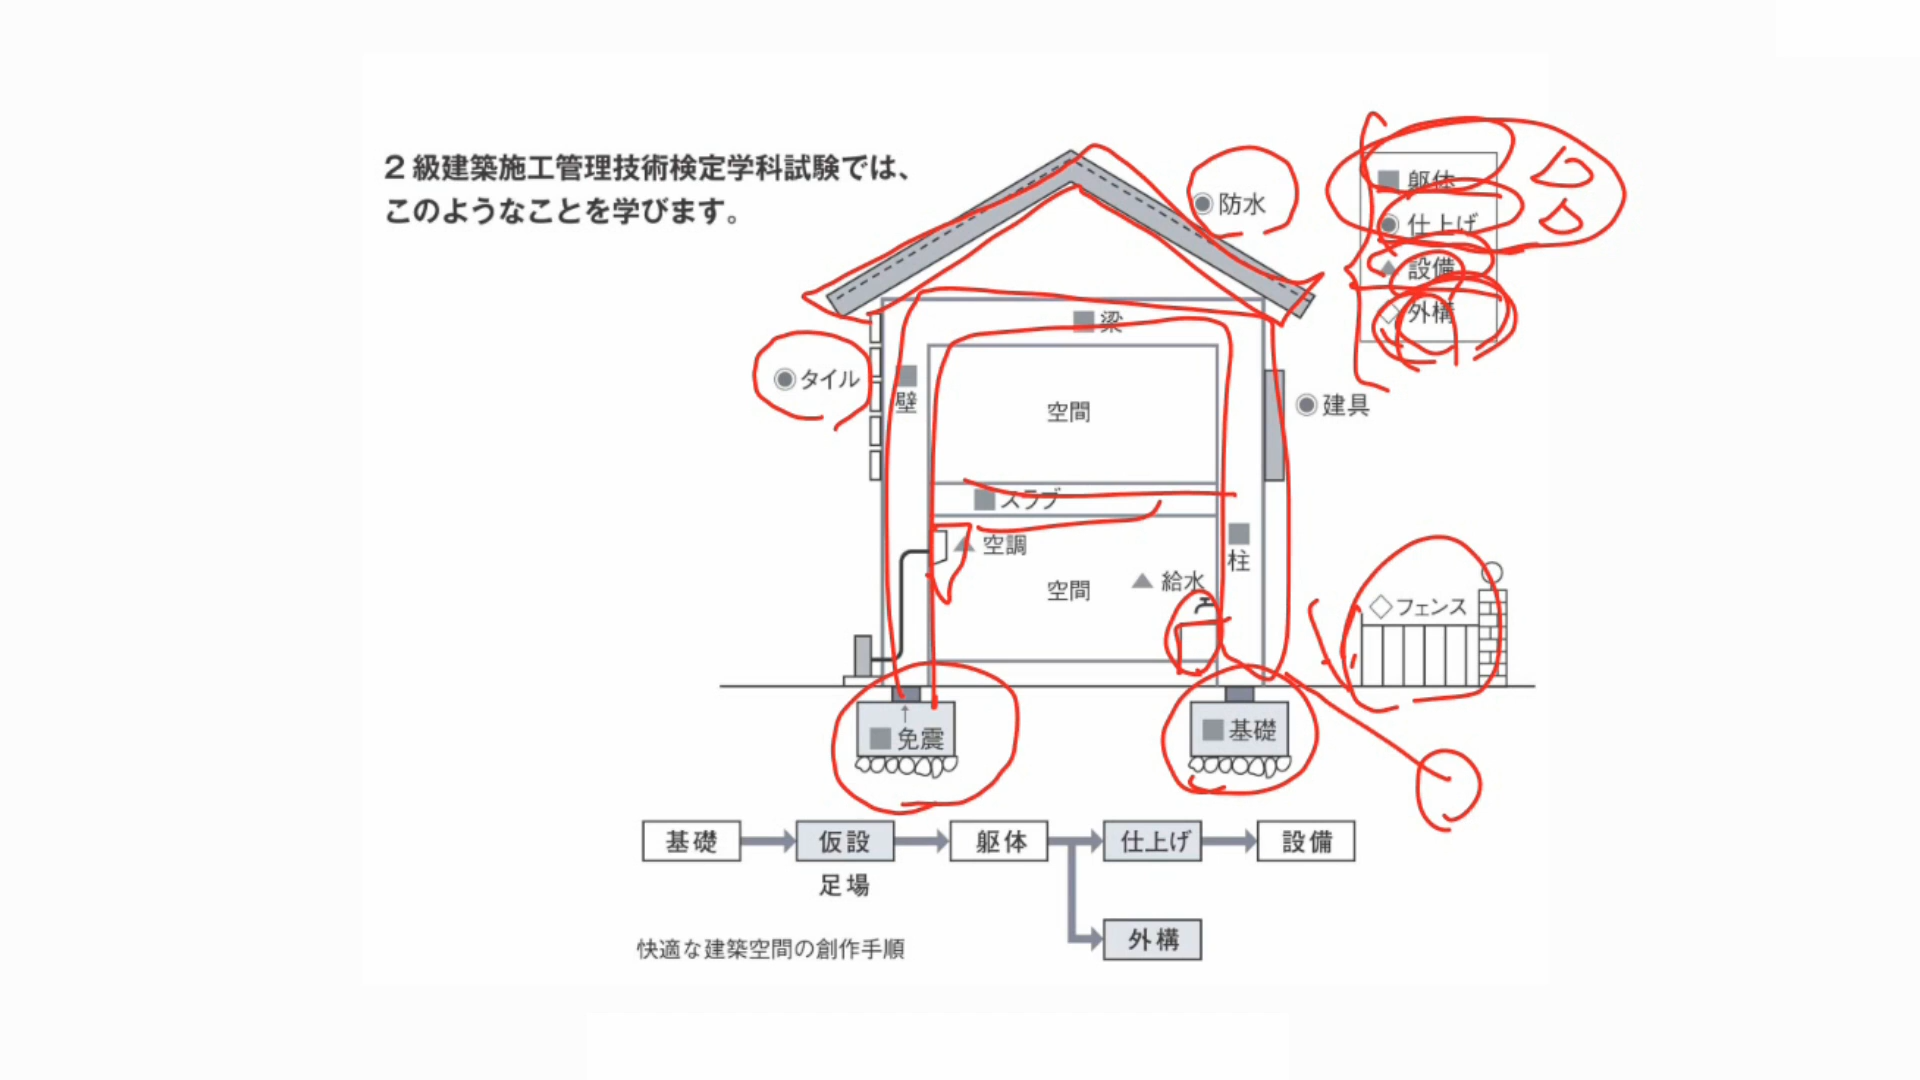 2級建築施工管理技術検定学科試験では、
このようなことを学びます。
防水
躯体
仕上げ
設備
外構
梁
タイル
壁
空間
建具
スラブ
空調
柱
空間
給水
フェンス
免震
基礎
基礎
仮設
躯体
仕上げ
設備
足場
外構
快適な建築空間の創作手順